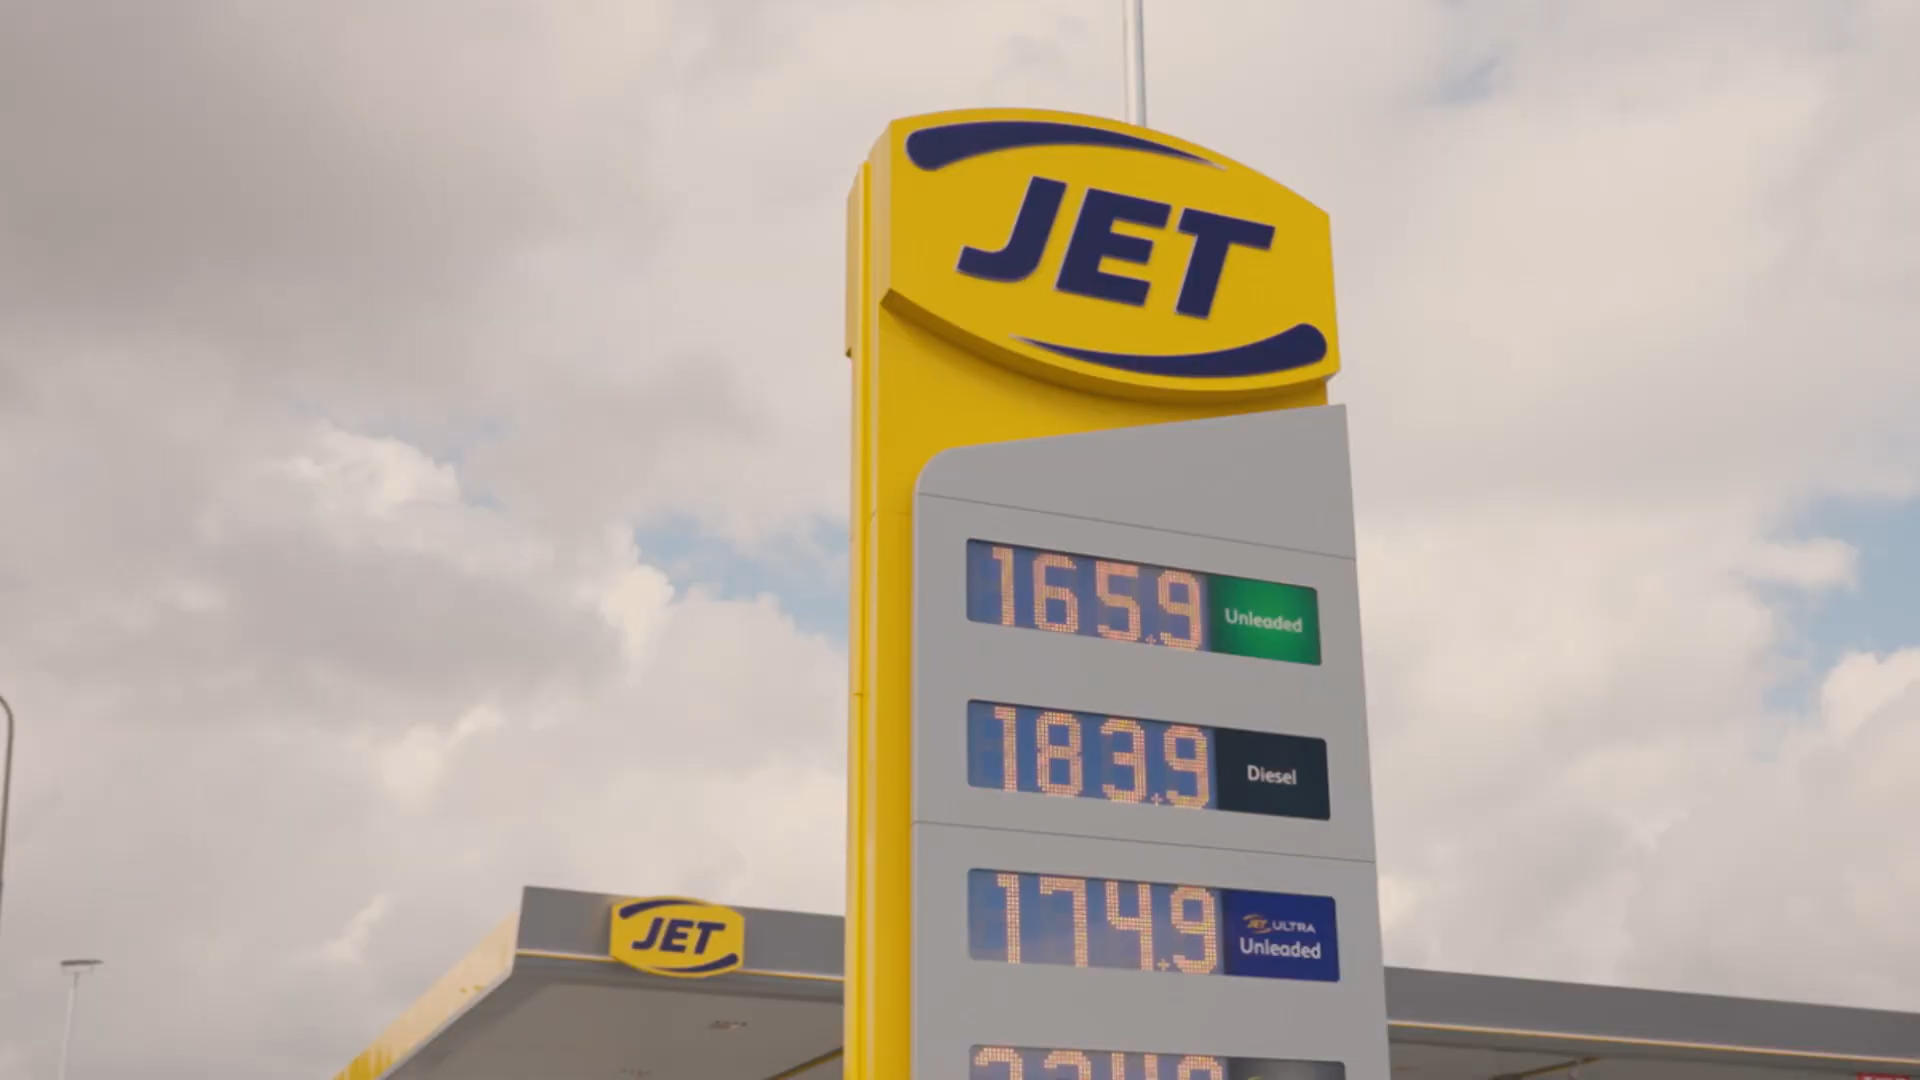 JET
165.9 Unleaded
183.9 Diesel
174.9 JET ULTRA
Unleaded
JET